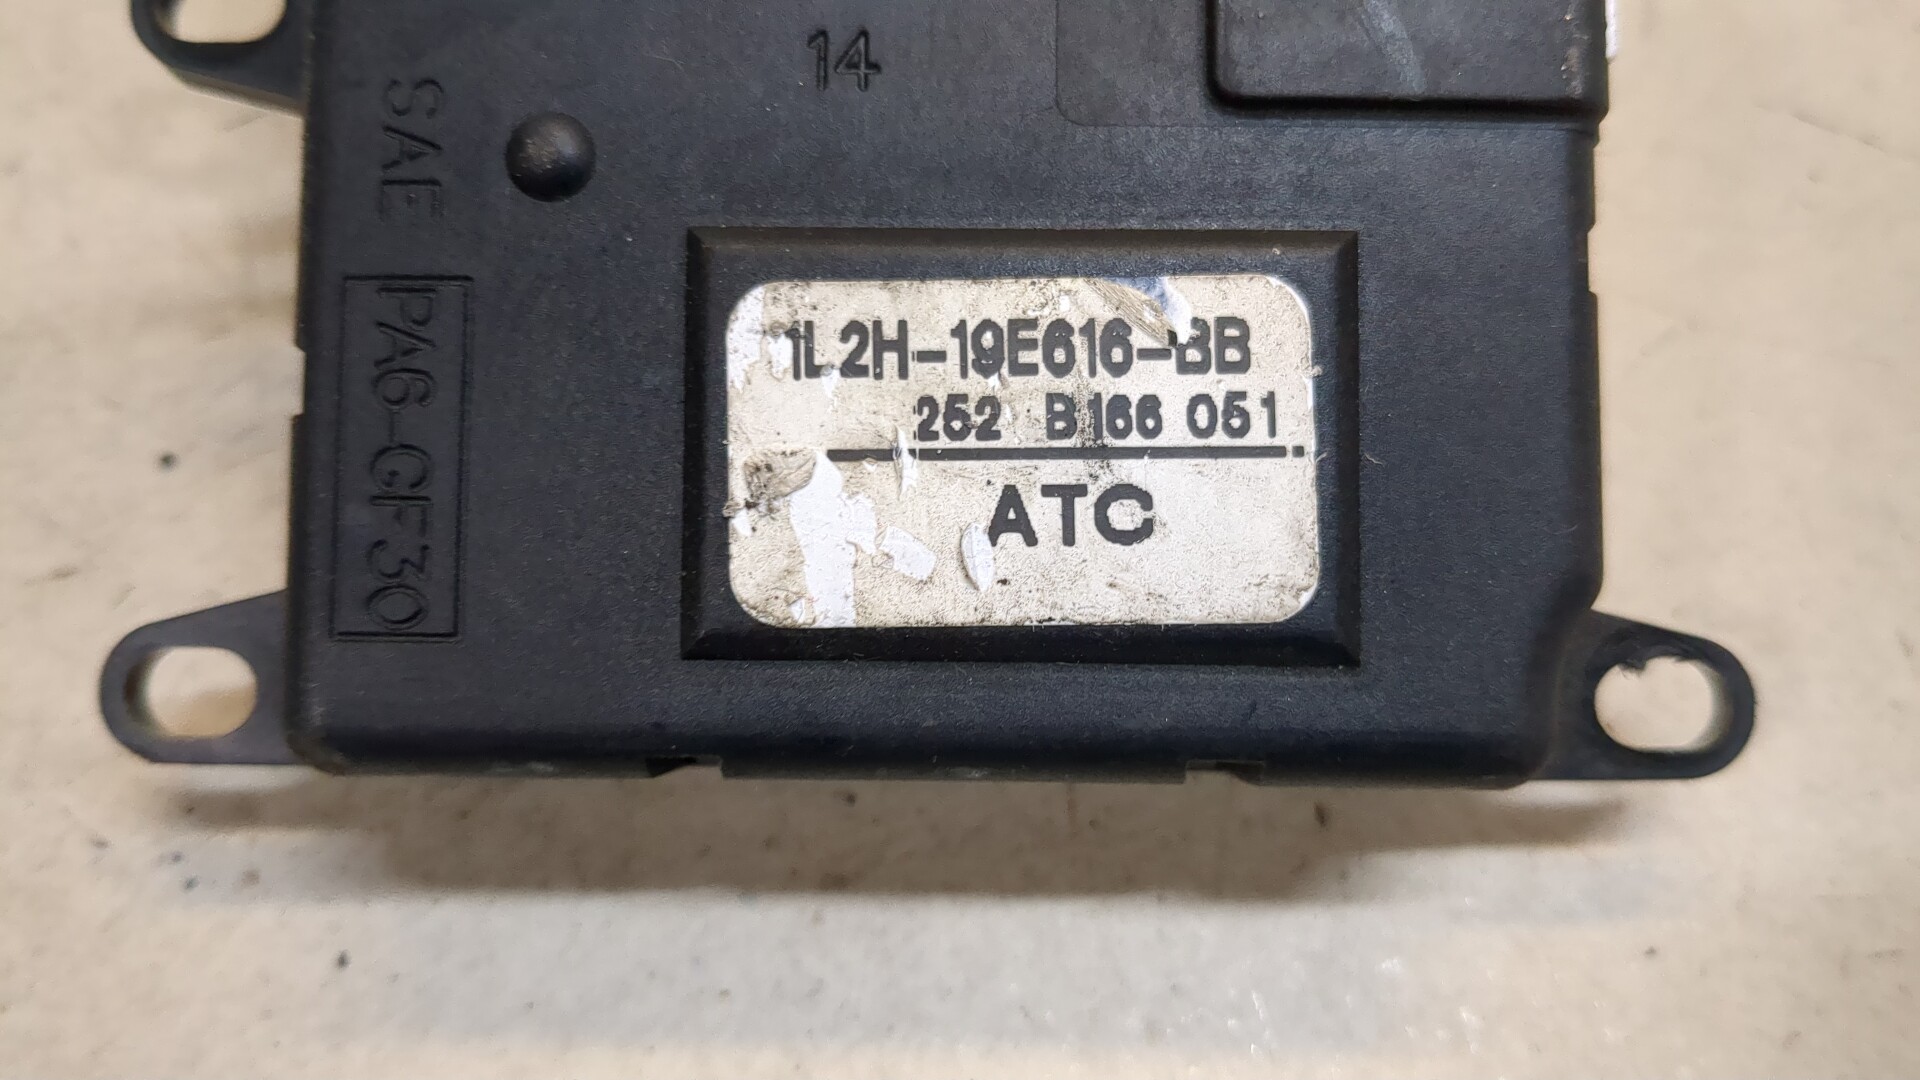 14
SAE
PA6-GF30
1L2H-19E616-BB
252 B166 051
ATC